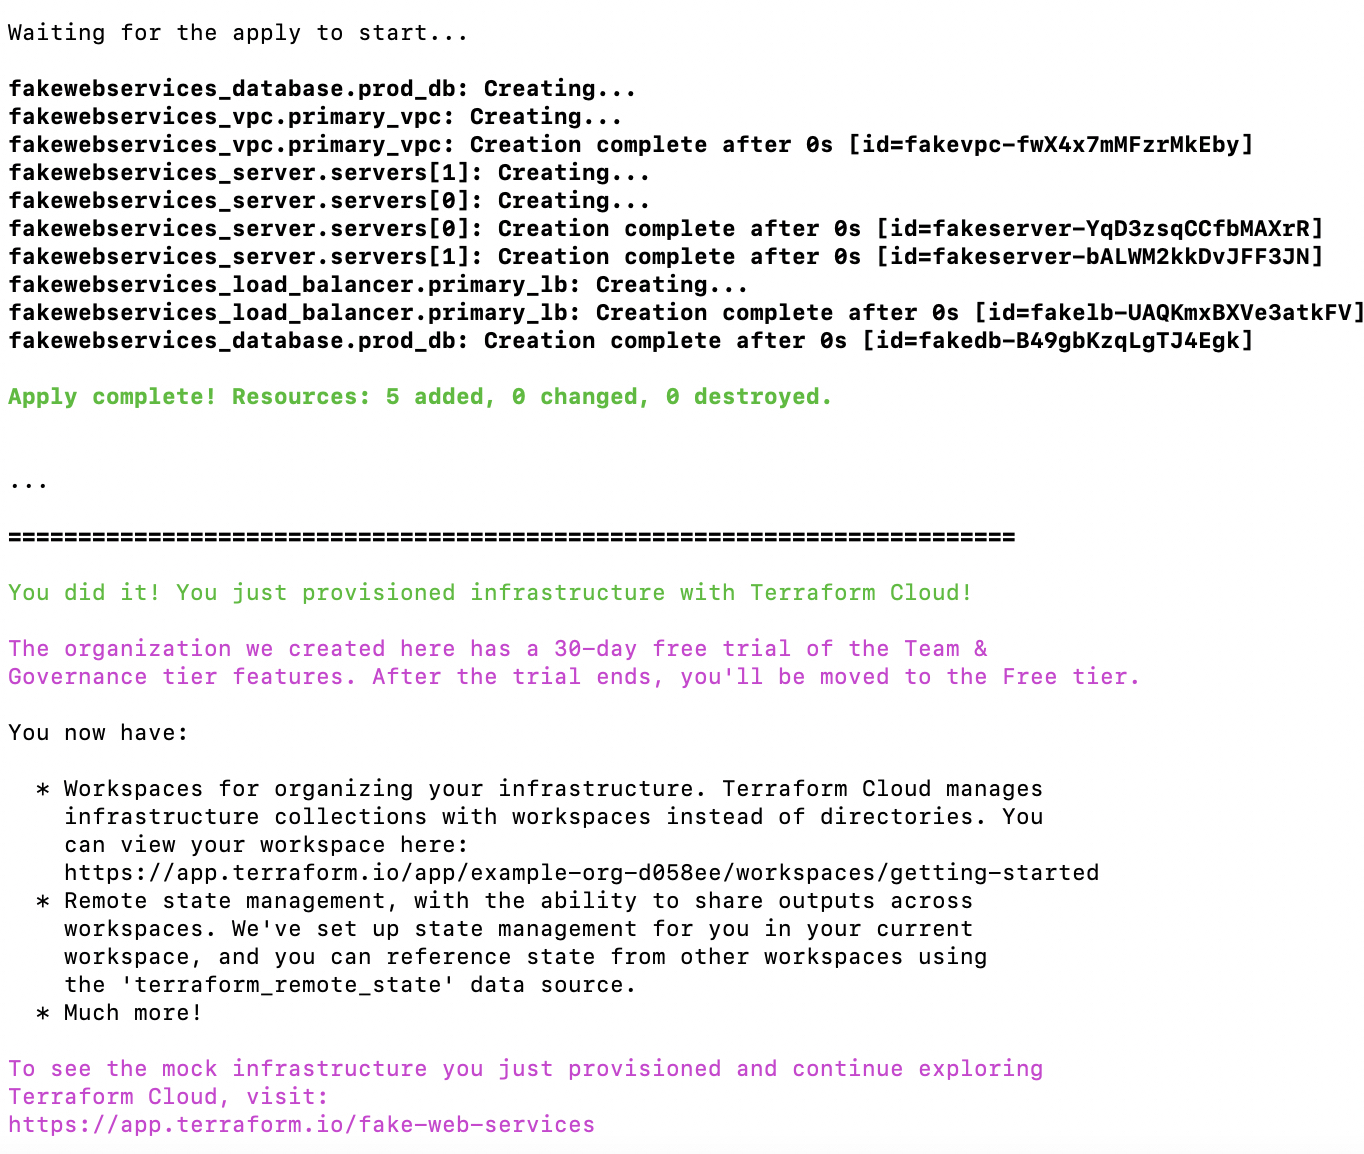 Waiting for the apply to start...
fakewebservices_database.prod_db: Creating...
fakewebservices_vpc.primary_vpc: Creating...
fakewebservices_vpc.primary_vpc: Creation complete after 0s [id=fakevpc-fwX4x7mMFzrMkEby]
fakewebservices_server.servers[1]: Creating...
fakewebservices_server.servers[0]: Creating...
fakewebservices_server.servers[0]: Creation complete after 0s [id=fakeserver-YqD3zsqCCfbMAXrR]
fakewebservices_server.servers[1]: Creation complete after 0s [id=fakeserver-bALWM2kkDvJFF3JN]
fakewebservices_load_balancer.primary_lb: Creating...
fakewebservices_load_balancer.primary_lb: Creation complete after 0s [id=fakelb-UAQKmxBXVe3atkFV]
fakewebservices_database.prod_db: Creation complete after 0s [id=fakedb-B49gbKzqLgTJ4Egk]
Apply complete! Resources: 5 added, 0 changed, 0 destroyed.
...
========================================================================
You did it! You just provisioned infrastructure with Terraform Cloud!
The organization we created here has a 30-day free trial of the Team &
Governance tier features. After the trial ends, you'll be moved to the Free tier.
You now have:
* Workspaces for organizing your infrastructure. Terraform Cloud manages
infrastructure collections with workspaces instead of directories. You
can view your workspace here:
https://app.terraform.io/app/example-org-d058ee/workspaces/getting-started
* Remote state management, with the ability to share outputs across
workspaces. We've set up state management for you in your current
workspace, and you can reference state from other workspaces using
the 'terraform_remote_state' data source.
* Much more!
To see the mock infrastructure you just provisioned and continue exploring
Terraform Cloud, visit:
https://app.terraform.io/fake-web-services